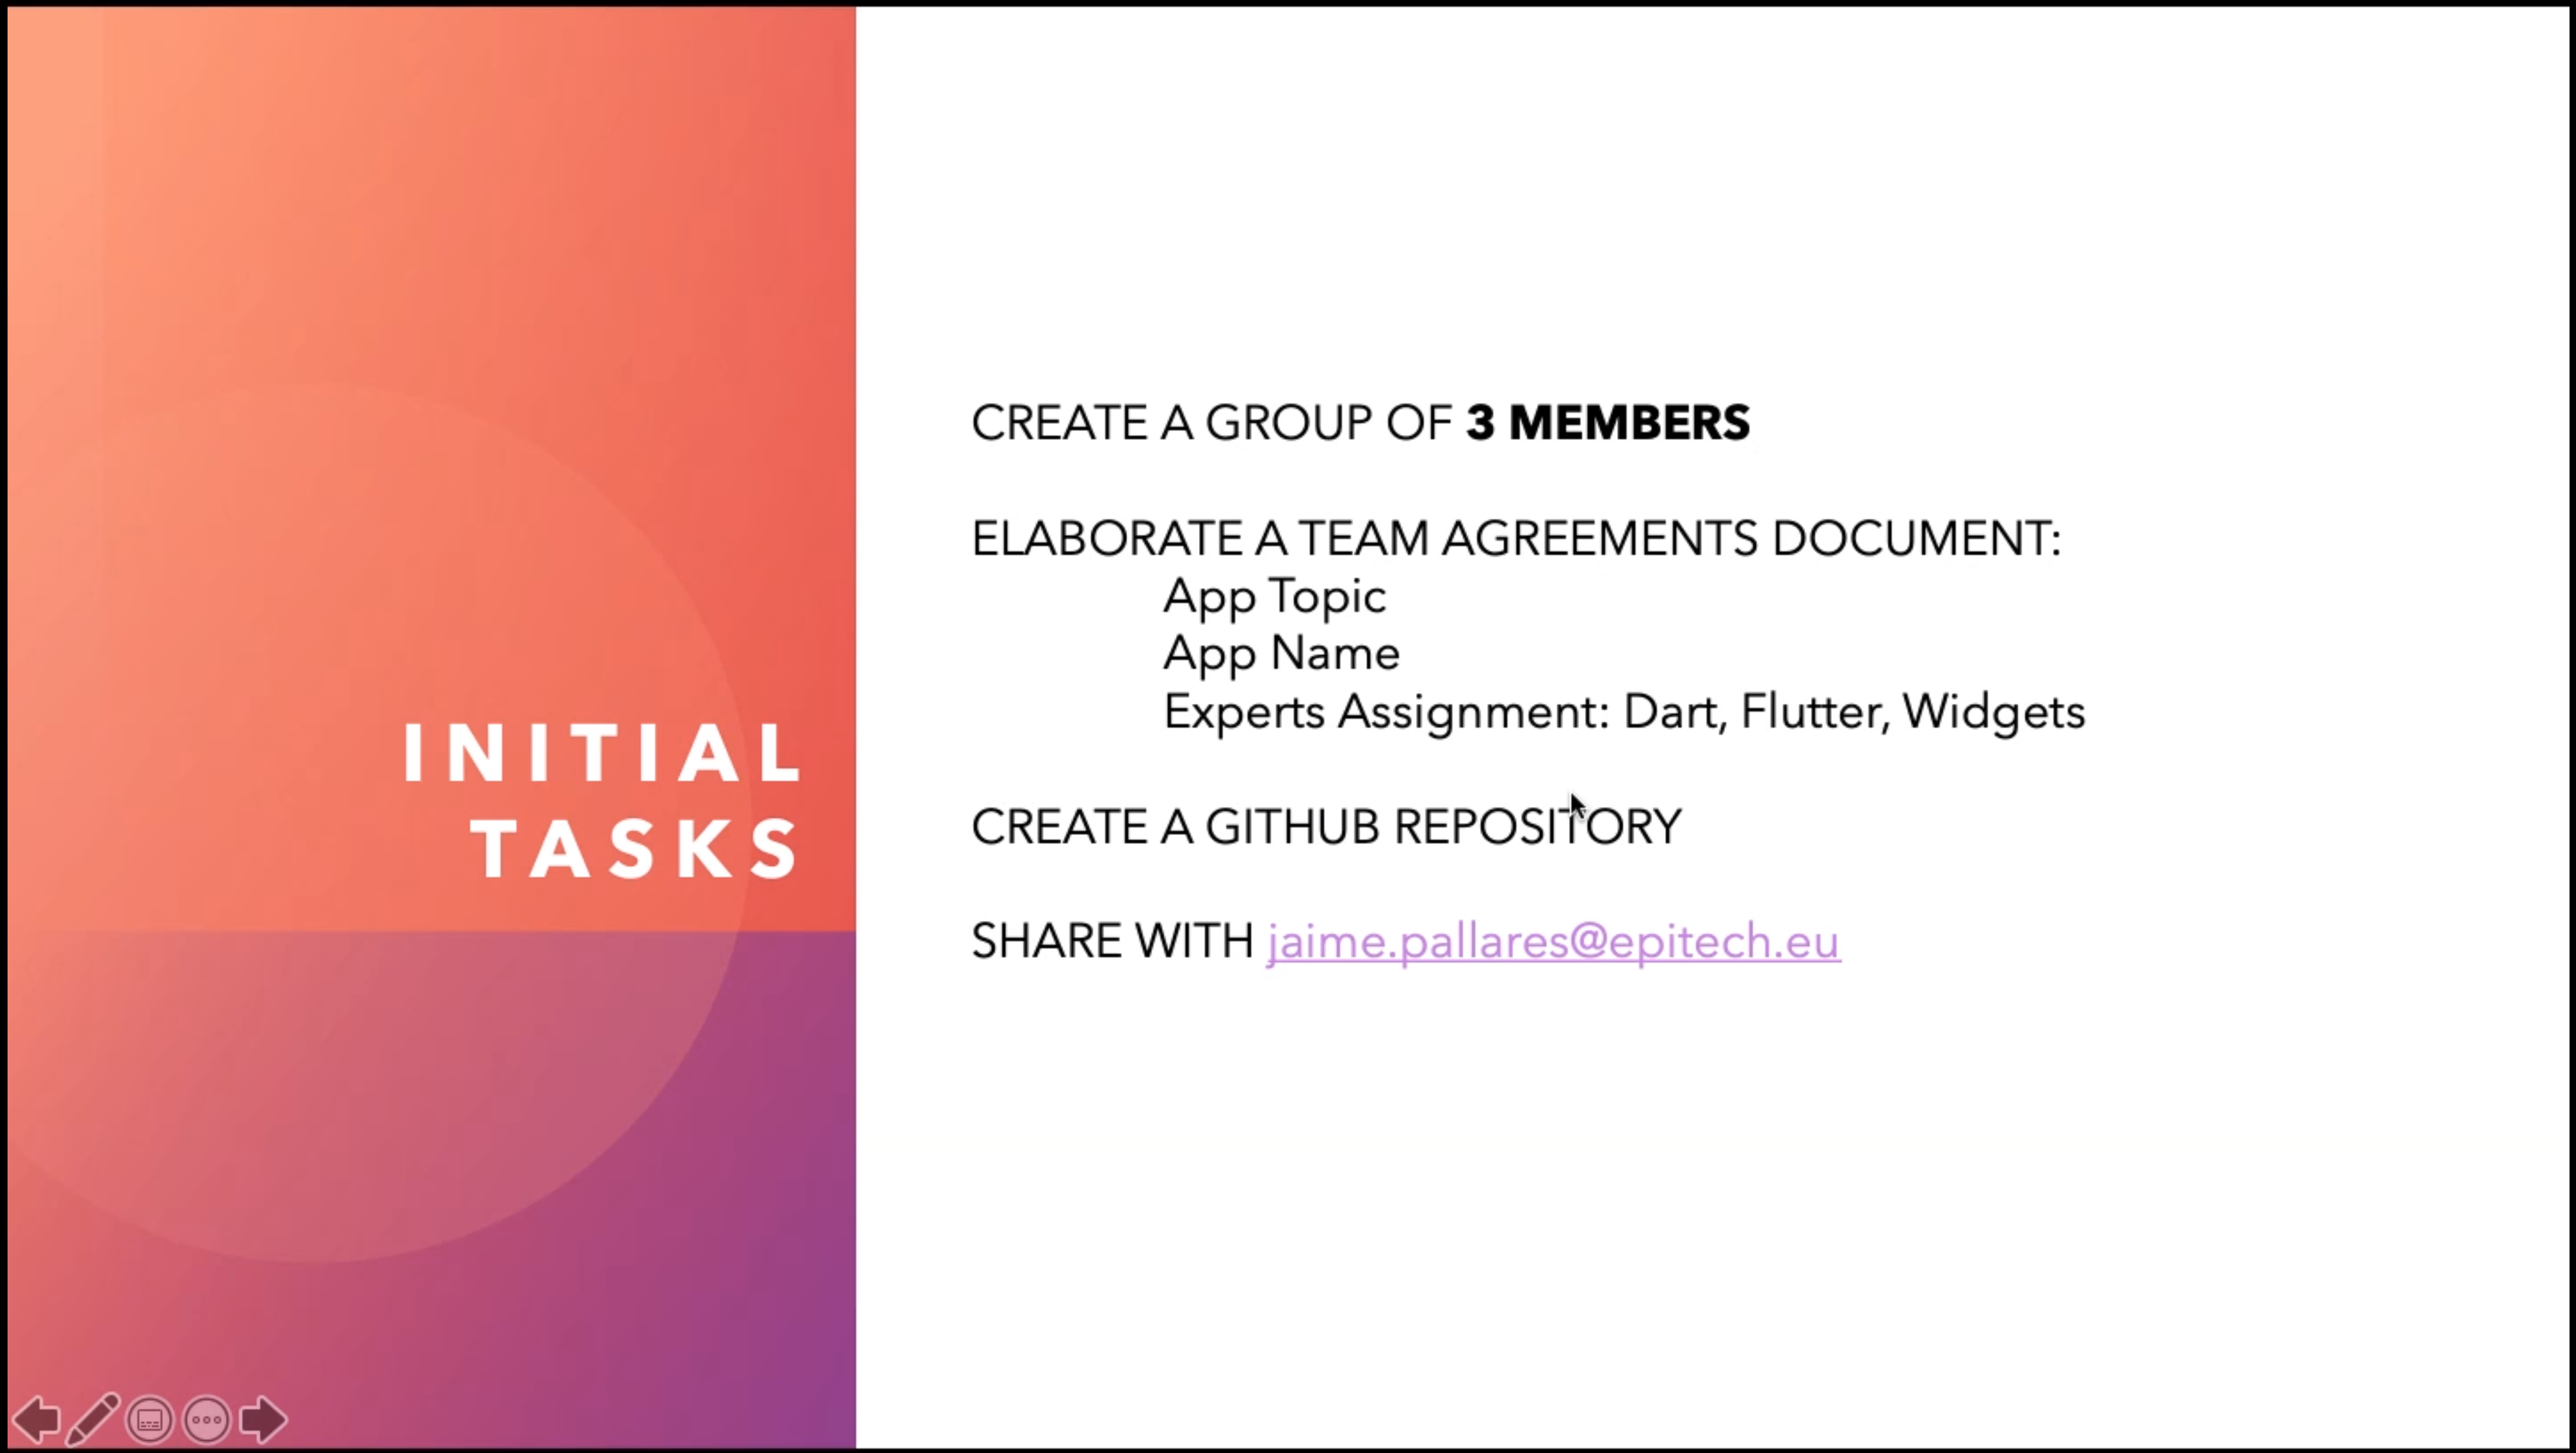 INITIAL
TASKS
CREATE A GROUP OF 3 MEMBERS
ELABORATE A TEAM AGREEMENTS DOCUMENT:
App Topic
App Name
Experts Assignment: Dart, Flutter, Widgets
CREATE A GITHUB REPOSITORY
SHARE WITH jaime.pallares@epitech.eu